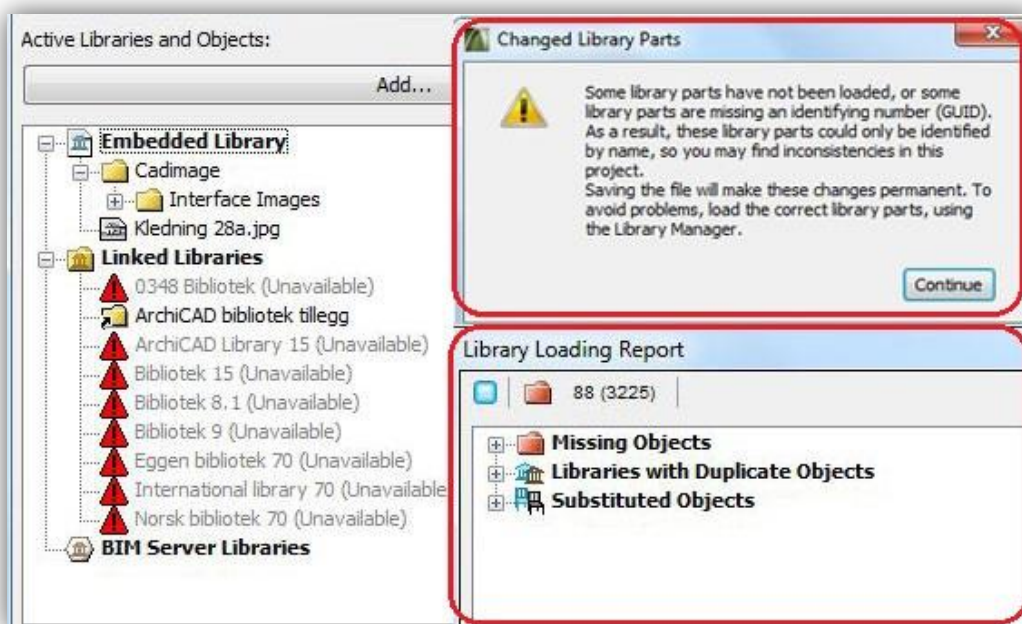 Active Libraries and Objects:
Add...
Embedded Library
Cadimage
Interface Images
Kledning 28a.jpg
Linked Libraries
0348 Bibliotek (Unavailable)
ArchiCAD bibliotek tillegg
ArchiCAD Library 15 (Unavailable)
Bibliotek 15 (Unavailable)
Bibliotek 8.1 (Unavailable)
Bibliotek 9 (Unavailable)
Eggen bibliotek 70 (Unavailable)
International library 70 (Unavailable
Norsk bibliotek 70 (Unavailable)
BIM Server Libraries
Changed Library Parts
Some library parts have not been loaded, or some
library parts are missing an identifying number (GUID).
As a result, these library parts could only be identified
by name, so you may find inconsistencies in this
project.
Saving the file will make these changes permanent. To
avoid problems, load the correct library parts, using
the Library Manager.
Continue
Library Loading Report
88 (3225)
Missing Objects
Libraries with Duplicate Objects
Substituted Objects